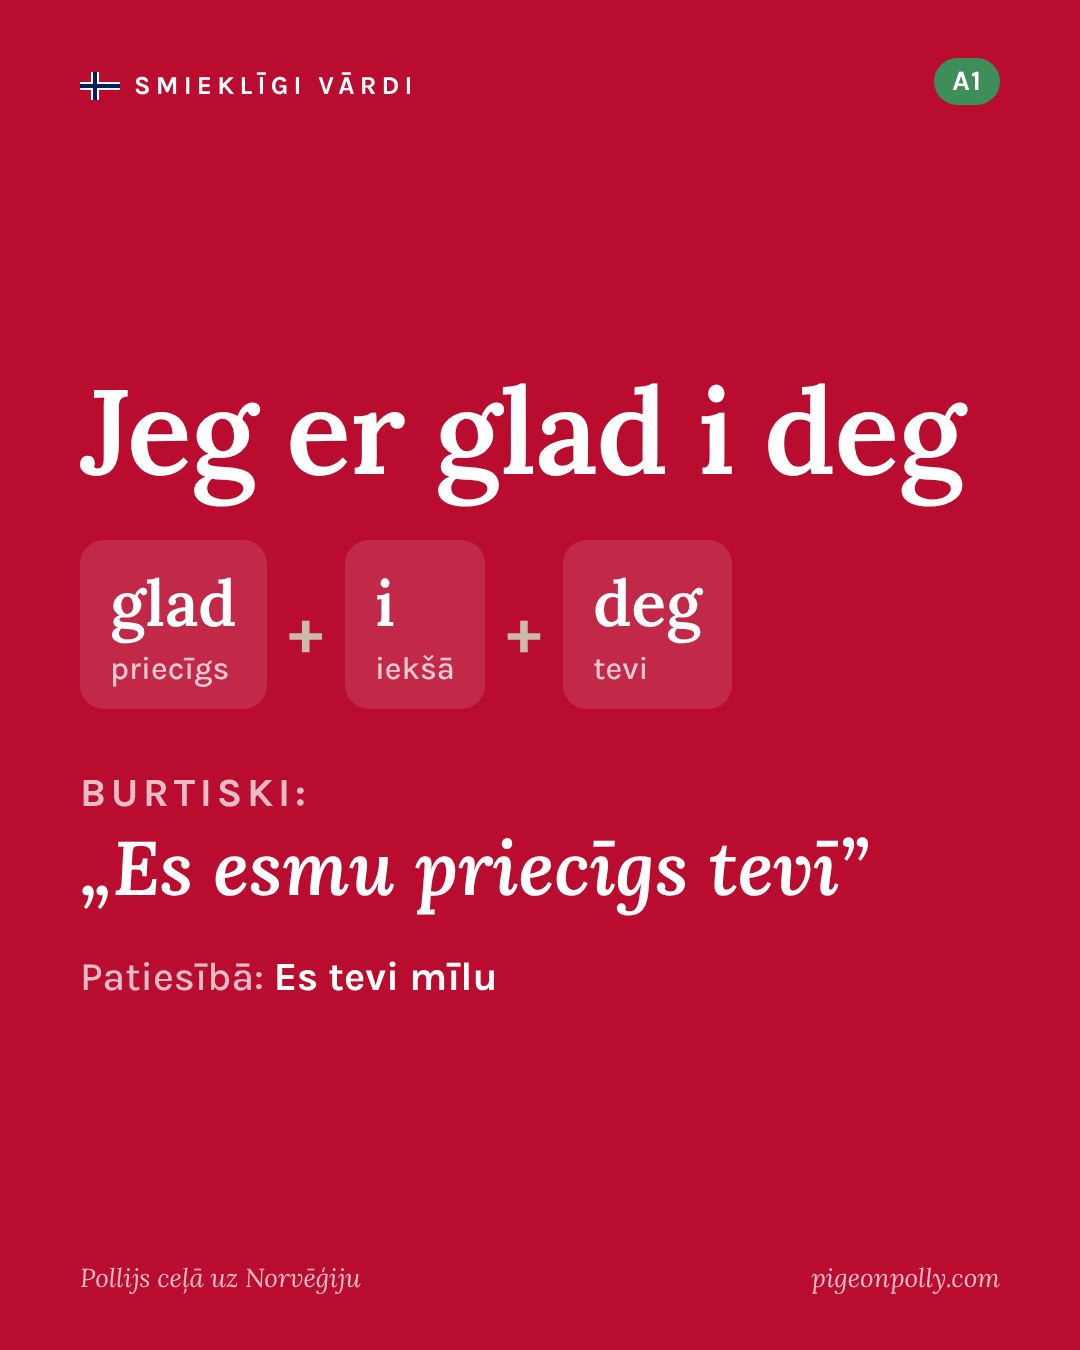 SMIEKLĪGI VĀRDI
A1
Jeg er glad i deg
glad + i + deg
priecīgs iekšā tevi
BURTISKI:
„Es esmu priecīgs tevī”
Patiesībā: Es tevi mīlu
Pollijs ceļā uz Norvēģiju
pigeonpolly.com